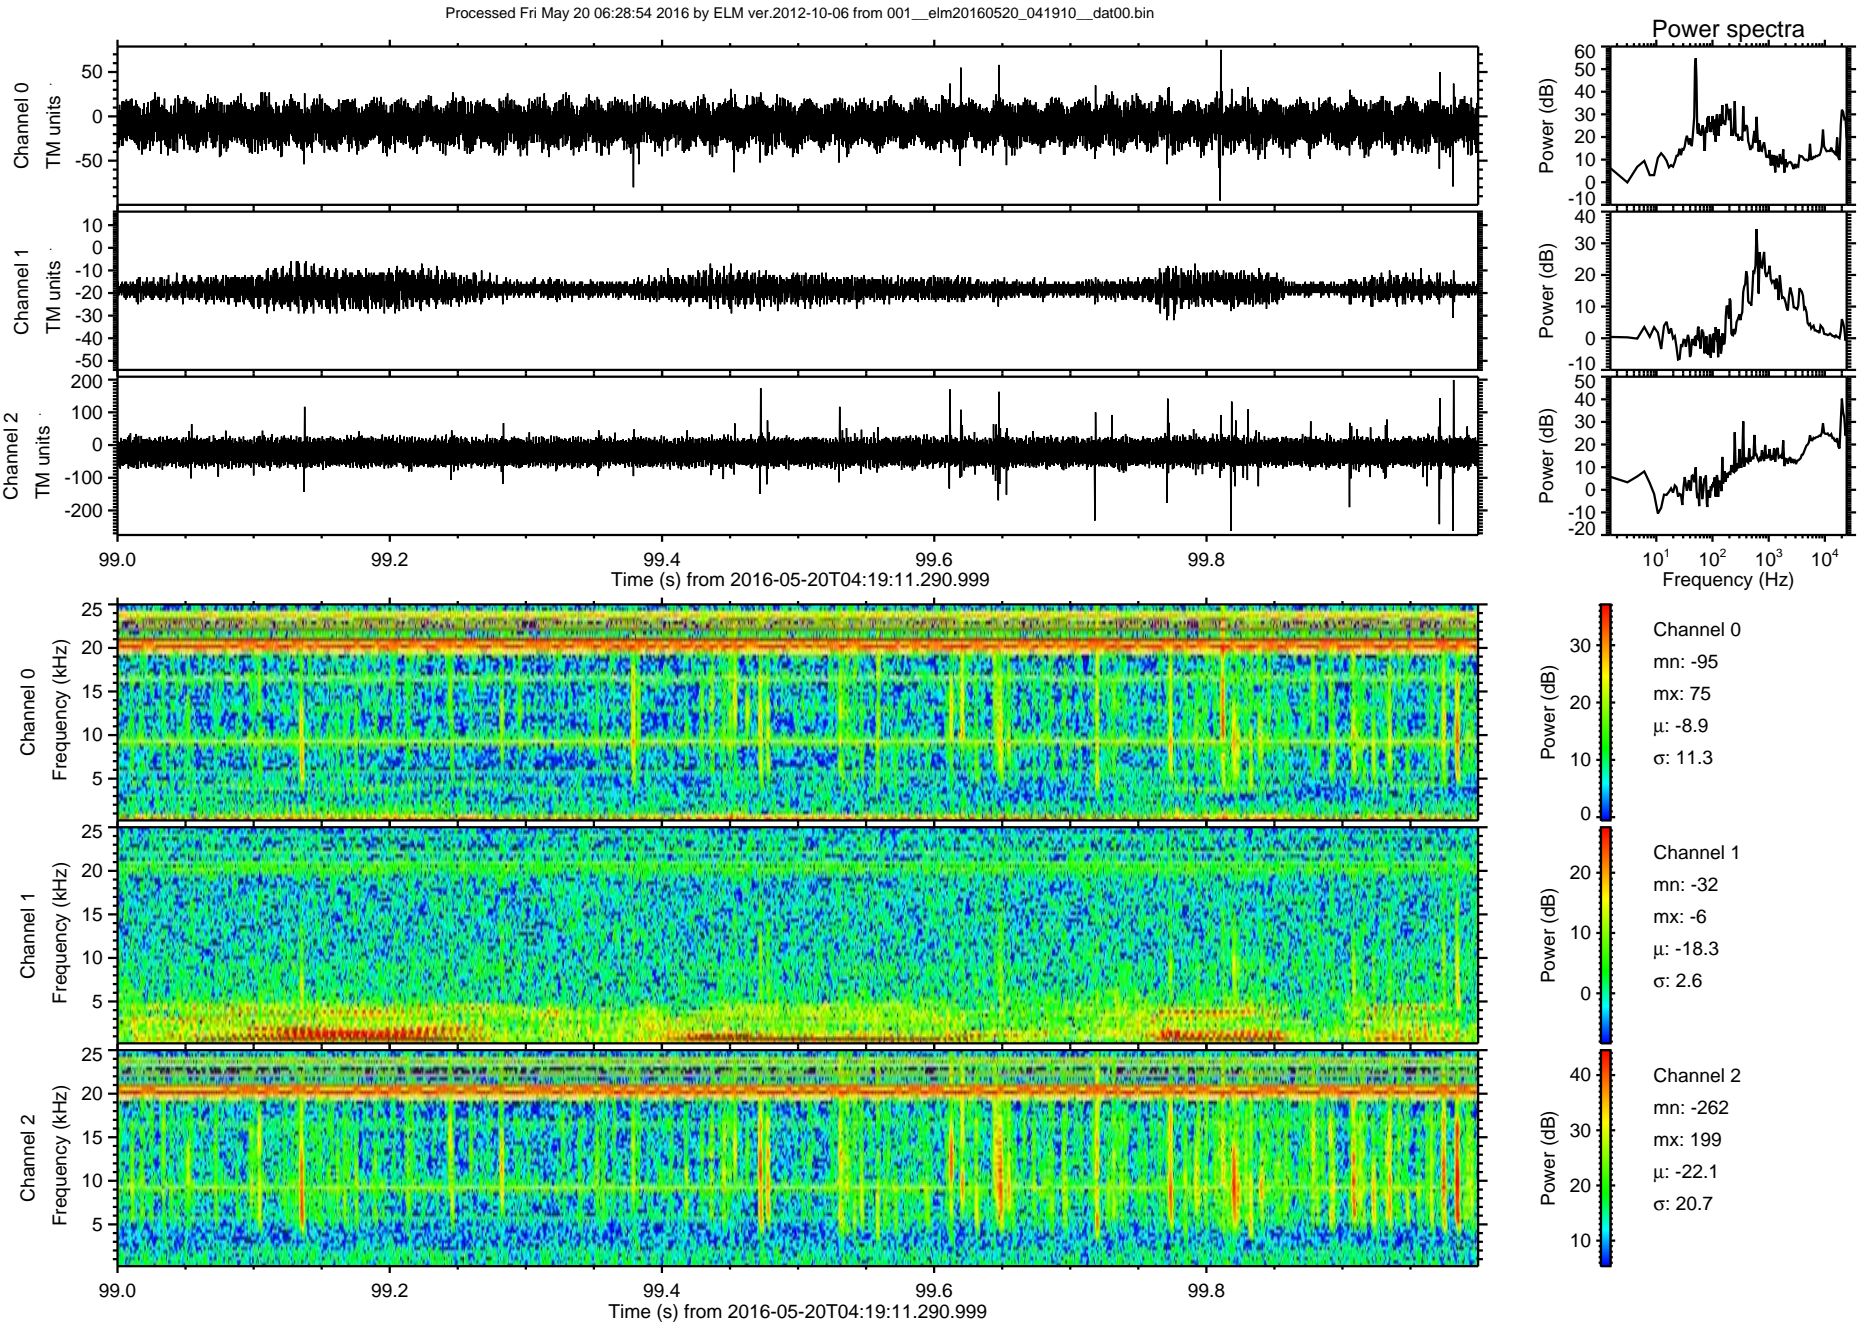 Processed Fri May 20 06:28:54 2016 by ELM ver.2012-10-06 from 001__elm20160520_041910__dat00.bin
Power spectra
Channel 0
TM units
50
0
-50
Power (dB)
60
50
40
30
20
10
0
-10
Channel 1
TM units
10
0
-10
-20
-30
-40
-50
Power (dB)
40
30
20
10
0
-10
Channel 2
TM units
200
100
0
-100
-200
Power (dB)
50
40
30
20
10
0
-10
-20
99.0 99.2 99.4 99.6 99.8
Time (s) from 2016-05-20T04:19:11.290.999
10¹ 10² 10³ 10⁴
Frequency (Hz)
Channel 0
Frequency (kHz)
25
20
15
10
5
Power (dB)
30
20
10
0
Channel 0
mn: -95
mx: 75
μ: -8.9
σ: 11.3
Channel 1
Frequency (kHz)
25
20
15
10
5
Power (dB)
20
10
0
Channel 1
mn: -32
mx: -6
μ: -18.3
σ: 2.6
Channel 2
Frequency (kHz)
25
20
15
10
5
Power (dB)
40
30
20
10
Channel 2
mn: -262
mx: 199
μ: -22.1
σ: 20.7
99.0 99.2 99.4 99.6 99.8
Time (s) from 2016-05-20T04:19:11.290.999